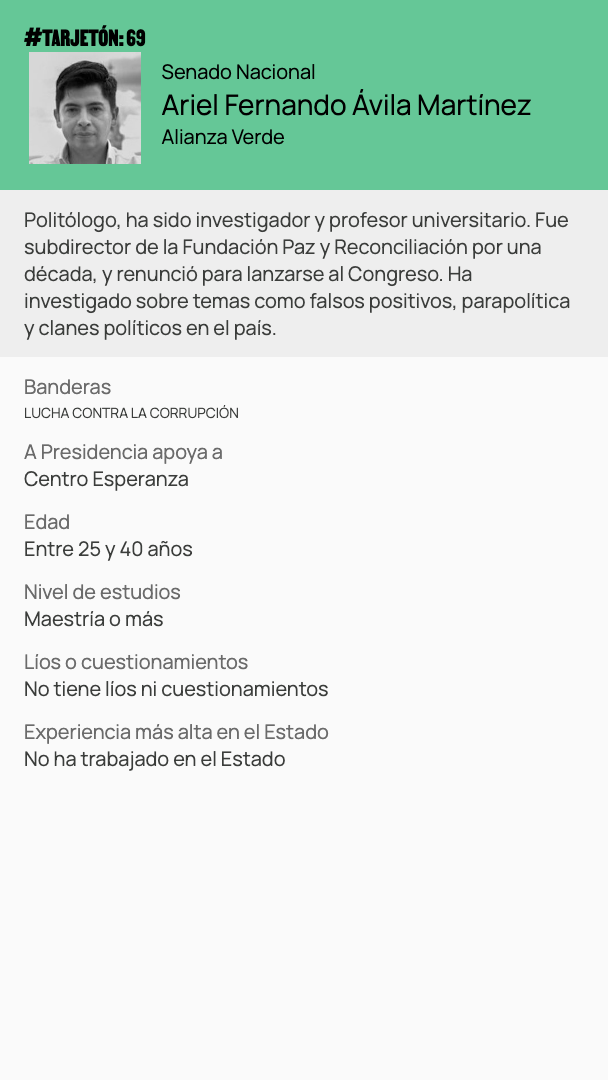 #TARJETÓN: 69
Senado Nacional
Ariel Fernando Ávila Martínez
Alianza Verde
Politólogo, ha sido investigador y profesor universitario. Fue
subdirector de la Fundación Paz y Reconciliación por una
década, y renunció para lanzarse al Congreso. Ha
investigado sobre temas como falsos positivos, parapolítica
y clanes políticos en el país.
Banderas
LUCHA CONTRA LA CORRUPCIÓN
A Presidencia apoya a
Centro Esperanza
Edad
Entre 25 y 40 años
Nivel de estudios
Maestría o más
Líos o cuestionamientos
No tiene líos ni cuestionamientos
Experiencia más alta en el Estado
No ha trabajado en el Estado